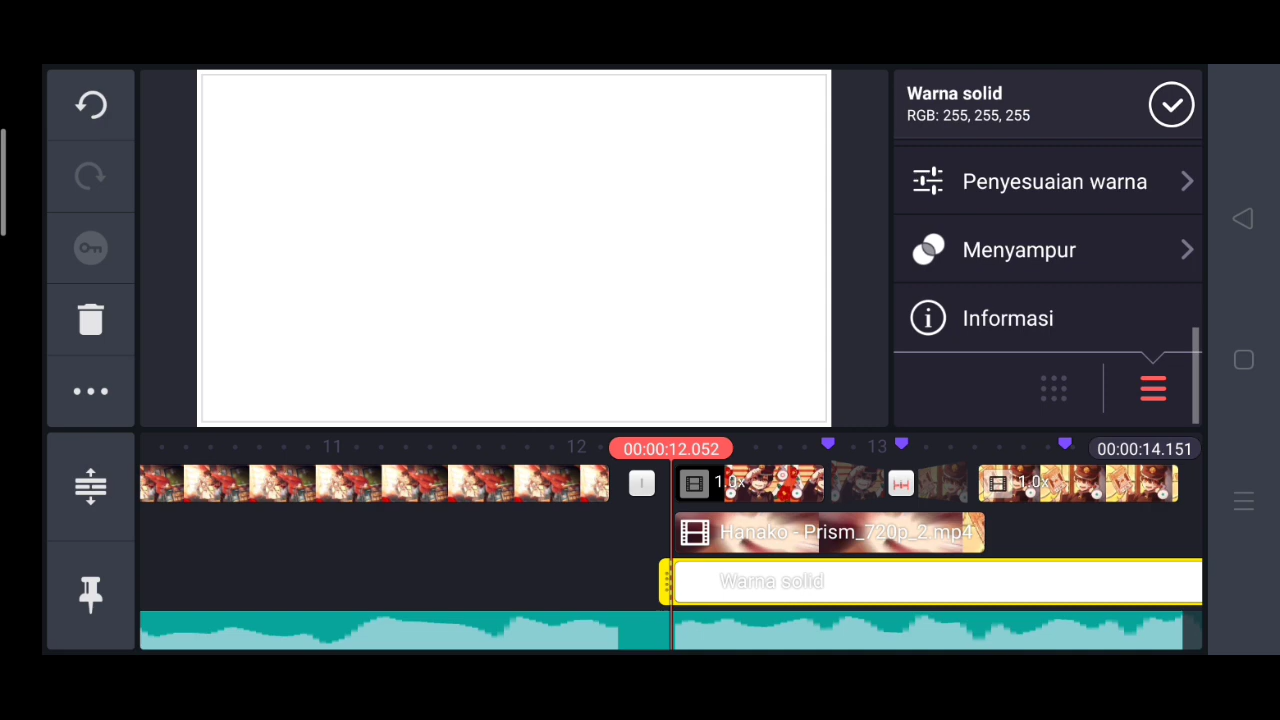 Warna solid
RGB: 255, 255, 255
Penyesuaian warna
Menyampur
Informasi
11
12
00:00:12.052
13
00:00:14.151
1.0x
1.0x
Hanako - Prism_720p_2.mp4
Warna solid